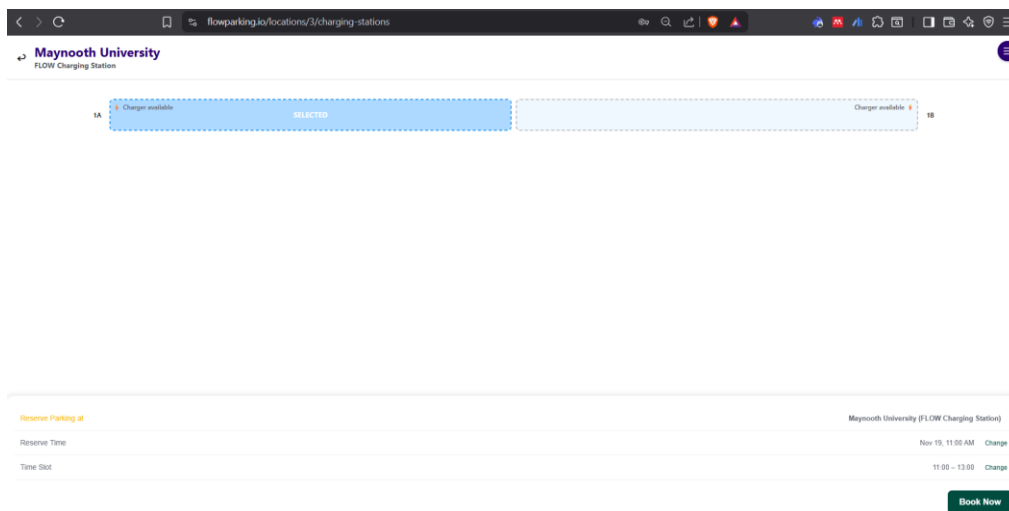 flowparking.io/locations/3/charging-stations
Maynooth University
FLOW Charging Station
1A
Charger available
SELECTED
Charger available
1B
Reserve Parking at
Maynooth University (FLOW Charging Station)
Reserve Time
Nov 19, 11:00 AM Change
Time Slot
11:00 – 13:00 Change
Book Now